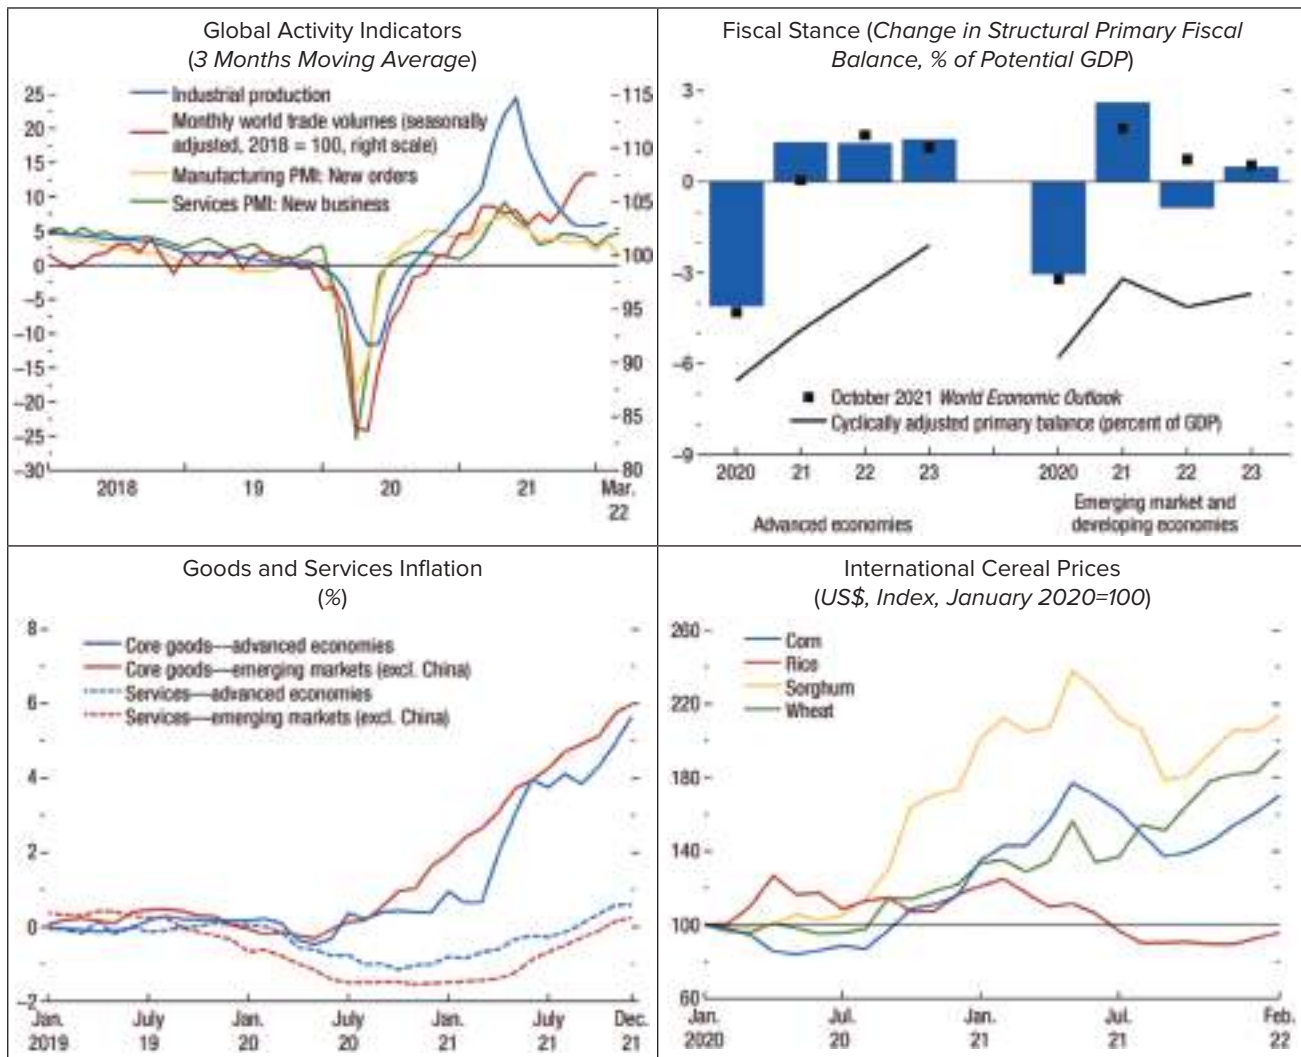 Global Activity Indicators
(3 Months Moving Average)
25
20
15
10
5
0
−5
−10
−15
−20
−25
−30
Industrial production
Monthly world trade volumes (seasonally
adjusted, 2018 = 100, right scale)
Manufacturing PMI: New orders
Services PMI: New business
115
110
105
100
95
90
85
80
2018 19 20 21 Mar.
22
Fiscal Stance (Change in Structural Primary Fiscal
Balance, % of Potential GDP)
3
0
−3
−6
−9
October 2021 World Economic Outlook
Cyclically adjusted primary balance (percent of GDP)
2020 21 22 23 2020 21 22 23
Advanced economies
Emerging market and
developing economies
Goods and Services Inflation
(%)
8
6
4
2
0
−2
Core goods—advanced economies
Core goods—emerging markets (excl. China)
Services—advanced economies
Services—emerging markets (excl. China)
Jan. July Jan. July Jan. July Dec.
2019 19 20 20 21 21 21
International Cereal Prices
(US$, Index, January 2020=100)
260
220
180
140
100
60
Corn
Rice
Sorghum
Wheat
Jan. Jul. Jan. Jul. Feb.
2020 20 21 21 22